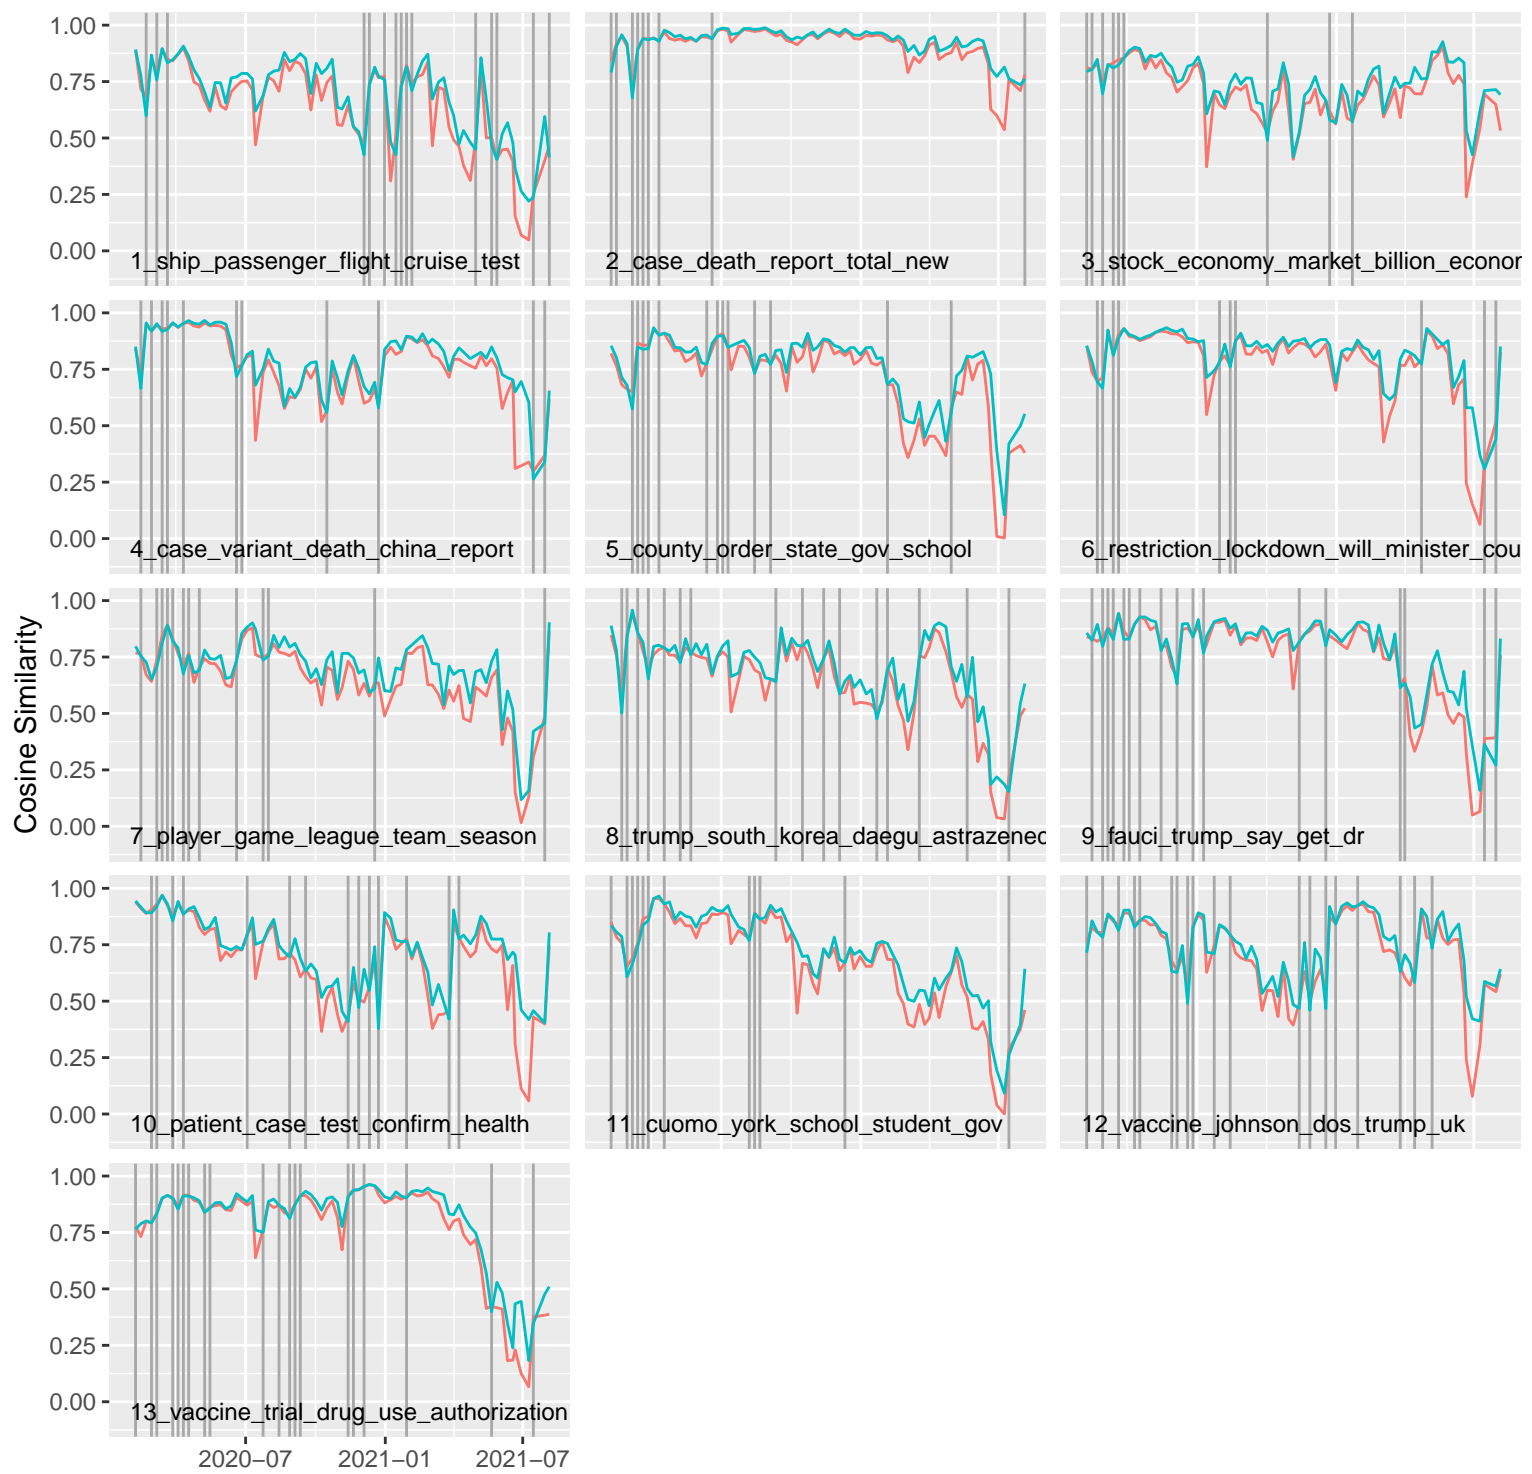 1.00
0.75
0.50
0.25
0.00
1_ship_passenger_flight_cruise_test
2_case_death_report_total_new
3_stock_economy_market_billion_econor
1.00
0.75
0.50
0.25
0.00
4_case_variant_death_china_report
5_county_order_state_gov_school
6_restriction_lockdown_will_minister_cou
Cosine Similarity
1.00
0.75
0.50
0.25
0.00
7_player_game_league_team_season
8_trump_south_korea_daegu_astrazenec
9_fauci_trump_say_get_dr
1.00
0.75
0.50
0.25
0.00
10_patient_case_test_confirm_health
11_cuomo_york_school_student_gov
12_vaccine_johnson_dos_trump_uk
1.00
0.75
0.50
0.25
0.00
13_vaccine_trial_drug_use_authorization
2020−07
2021−01
2021−07